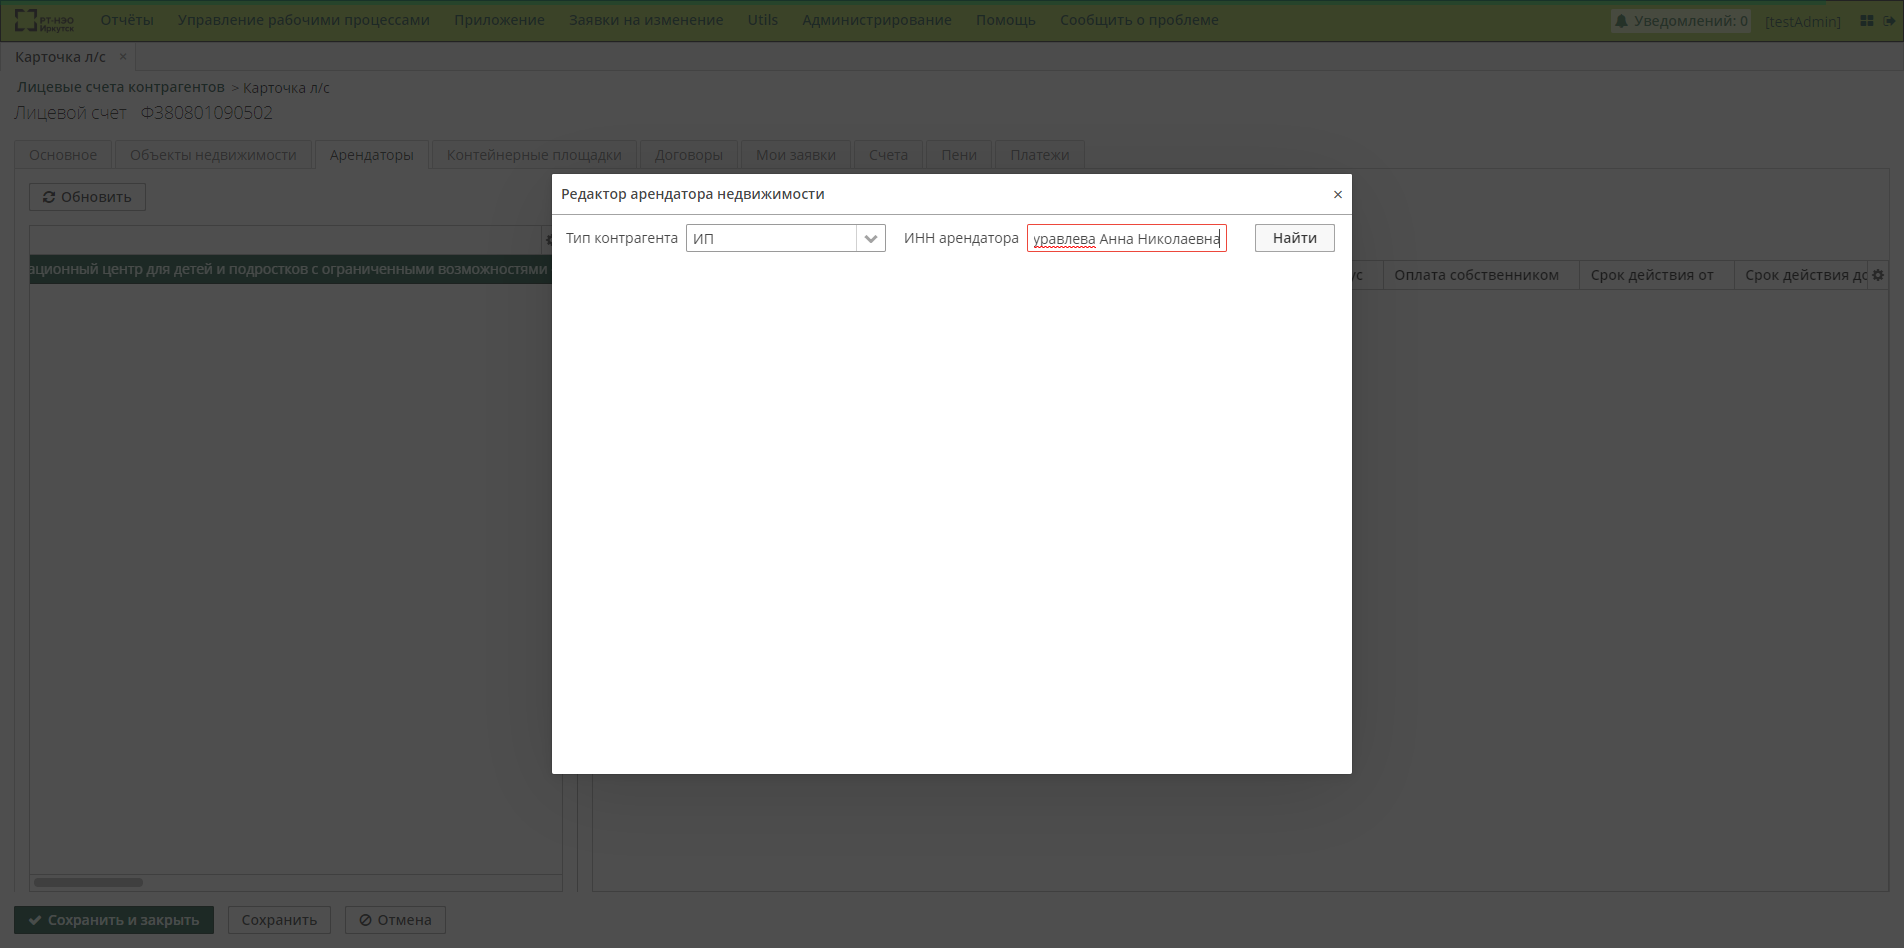 РТ-НЭО
Иркутск
Отчёты Управление рабочими процессами Приложение Заявки на изменение Utils Администрирование Помощь Сообщить о проблеме Уведомлений: 0 [testAdmin]
Карточка л/с ×
Лицевые счета контрагентов > Карточка л/с
Лицевой счет Ф380801090502
Основное Объекты недвижимости Арендаторы Контейнерные площадки Договоры Мои заявки Счета Пени Платежи
Обновить
Редактор арендатора недвижимости ×
Тип контрагента ИП ИНН арендатора уравлева Анна Николаевна Найти
ационный центр для детей и подростков с ограниченными возможностями
ус Оплата собственником Срок действия от Срок действия до
Сохранить и закрыть Сохранить Отмена